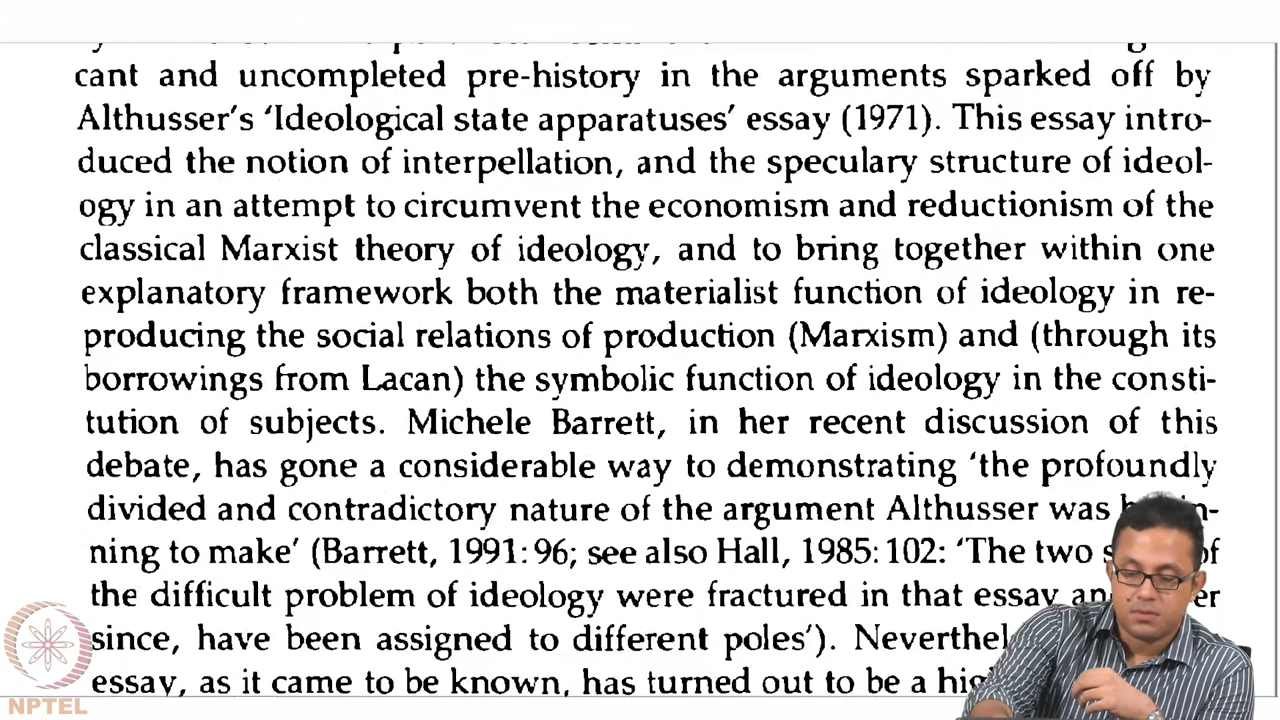 cant and uncompleted pre-history in the arguments sparked off by
Althusser's 'Ideological state apparatuses' essay (1971). This essay intro-
duced the notion of interpellation, and the speculary structure of ideol-
ogy in an attempt to circumvent the economism and reductionism of the
classical Marxist theory of ideology, and to bring together within one
explanatory framework both the materialist function of ideology in re-
producing the social relations of production (Marxism) and (through its
borrowings from Lacan) the symbolic function of ideology in the consti-
tution of subjects. Michele Barrett, in her recent discussion of this
debate, has gone a considerable way to demonstrating 'the profoundly
divided and contradictory nature of the argument Althusser was
ning to make' (Barrett, 1991: 96; see also Hall, 1985: 102: 'The two of
the difficult problem of ideology were fractured in that essay
since, have been assigned to different poles').
essay, as it came to be known, has turned out to be a
NPTEL